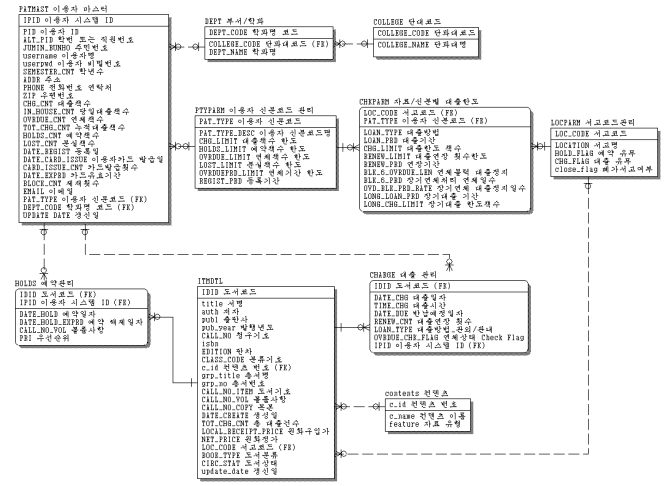 PATMAST 이용자 마스터
IPID 이용자 시스템 ID
PID 이용자 ID
ALT_PID 학번 또는 직원번호
JUMIN_BUNHO 주민번호
username 이용자명
userpwd 이용자 비밀번호
SEMESTER_CNT 학년수
ADDR 주소
PHONE 전화번호 연락처
ZIP 우편번호
CHG_CNT 대출책수
IN_HOUSE_CNT 당일대출책수
OVRDUE_CNT 연체책수
TOT_CHG_CNT 누적대출책수
HOLDS_CNT 예약책수
LOST_CNT 분실책수
DATE_REGIST 등록일
DATE_CARD_ISSUE 이용자카드 발급일
CARD_ISSUE_CNT 카드발급횟수
DATE_EXPRD 카드유효기간
BLOCK_CNT 제재횟수
EMAIL 이메일
PAT_TYPE 이용자 신분코드 (FK)
DEPT_CODE 학과명 코드 (FK)
UPDATE DATE 갱신일
DEPT 부서/학과
DEPT_CODE 학과명 코드
COLLEGE_CODE 단과대코드 (FK)
DEPT_NAME 학과명
COLLEGE 단대코드
COLLEGE_CODE 단과대코드
COLLEGE_NAME 단과대명
PTYPARM 이용자 신분코드 관리
PAT_TYPE 이용자 신분코드
PAT_TYPE_DESC 이용자 신분코드명
CHG_LIMIT 대출책수 한도
HOLDS_LIMIT 예약책수 한도
OVRDUE_LIMIT 연체책수 한도
LOST_LIMIT 분실책수 한도
OVRDUEPRD_LIMIT 연체기간 한도
REGIST_PRD 등록기간
CHKPARM 자료/신분별 대출한도
LOC_CODE 서고코드 (FK)
PAT_TYPE 이용자 신분코드 (FK)
LOAN_TYPE 대출방법
LOAN_PRD 대출기간
CHG_LIMIT 대출한도 책수
RENEW_LIMIT 대출연장 횟수한도
RENEW_PRD 연장기간
BLK_6_OVRDUE_LEN 연체블럭 대출정지
BLK_6_PRD 장기연체처리 연체일수
OVD_BLK_PRD_RATE 장기연체 대출정지일수
LONG_LOAN_PRD 장기대출 기간
LONG_CHG_LIMIT 장기대출 한도책수
LOCPARM 서고코드관리
LOC_CODE 서고코드
LOCATION 서고명
HOLD_FLAG 예약 유무
CHG_FLAG 대출 유무
close_flag 폐가서고여부
HOLDS 예약관리
IDID 도서코드 (FK)
IPID 이용자 시스템 ID (FK)
DATE_HOLD 예약일자
DATE_HOLD_EXPRD 예약 해제일자
CALL_NO_VOL 볼륨사항
PRI 우선순위
ITMDTL
IDID 도서코드
title 서명
auth 저자
publ 출판사
pub_year 발행년도
CALL_NO 청구기호
isbn
EDITION 판차
CLASS_CODE 분류기호
c_id 컨텐츠 번호 (FK)
grp_title 총서명
grp_no 총서번호
CALL_NO_ITEM 도서기호
CALL_NO_VOL 볼륨사항
CALL_NO_COPY 복본
DATE_CREATE 생성일
TOT_CHG_CNT 총 대출건수
LOCAL_RECEIPT_PRICE 원화구입가
NET_PRICE 원화정가
LOC_CODE 서고코드 (FK)
BOOK_TYPE 도서분류
CIRC_STAT 도서상태
update_date 갱신일
CHARGE 대출 관리
IDID 도서코드 (FK)
DATE_CHG 대출일자
TIME_CHG 대출시간
DATE_DUE 반납예정일자
RENEW_CNT 대출연장 횟수
LOAN_TYPE 대출방법_관외/관내
OVRDUE_CHK_FLAG 연체상태 Check Flag
IPID 이용자 시스템 ID (FK)
contents 컨텐츠
c_id 컨텐츠 번호
c_name 컨텐츠 이름
feature 자료 유형